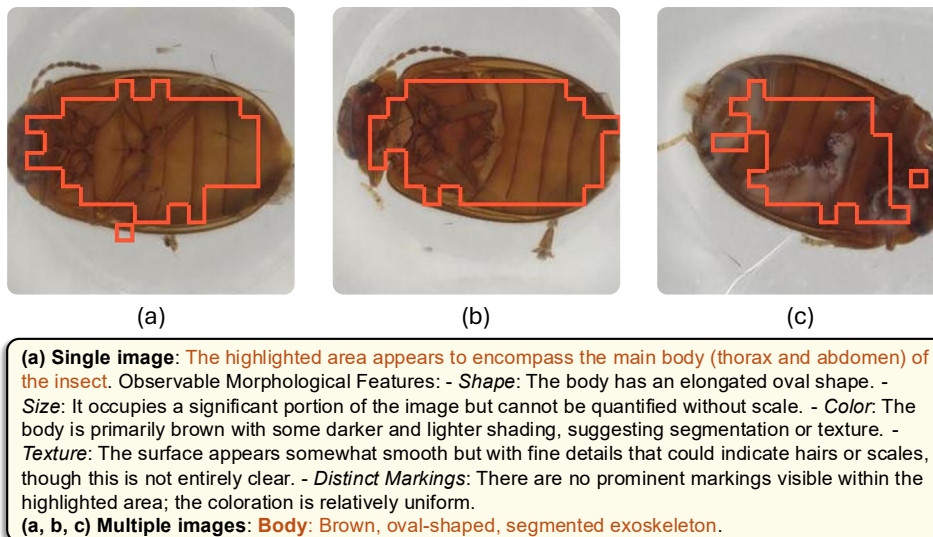 (a)
(b)
(c)
(a) Single image: The highlighted area appears to encompass the main body (thorax and abdomen) of
the insect. Observable Morphological Features: - Shape: The body has an elongated oval shape. -
Size: It occupies a significant portion of the image but cannot be quantified without scale. - Color: The
body is primarily brown with some darker and lighter shading, suggesting segmentation or texture. -
Texture: The surface appears somewhat smooth but with fine details that could indicate hairs or scales,
though this is not entirely clear. - Distinct Markings: There are no prominent markings visible within the
highlighted area; the coloration is relatively uniform.
(a, b, c) Multiple images: Body: Brown, oval-shaped, segmented exoskeleton.